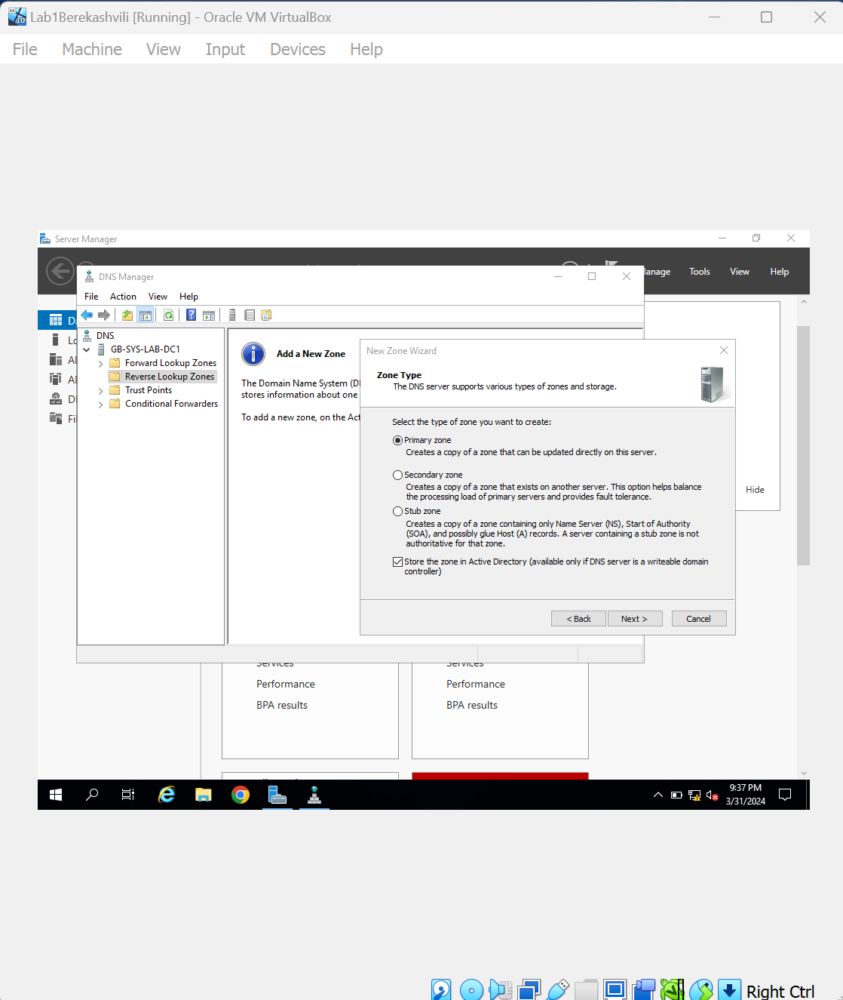 Lab1Berekashvili [Running] - Oracle VM VirtualBox
File Machine View Input Devices Help
Server Manager
Manage Tools View Help
DNS Manager
File Action View Help
DNS
GB-SYS-LAB-DC1
Forward Lookup Zones
Reverse Lookup Zones
Trust Points
Conditional Forwarders
Add a New Zone
The Domain Name System (D
stores information about one
To add a new zone, on the Act
New Zone Wizard
Zone Type
The DNS server supports various types of zones and storage.
Select the type of zone you want to create:
Primary zone
Creates a copy of a zone that can be updated directly on this server.
Secondary zone
Creates a copy of a zone that exists on another server. This option helps balance
the processing load of primary servers and provides fault tolerance.
Stub zone
Creates a copy of a zone containing only Name Server (NS), Start of Authority
(SOA), and possibly glue Host (A) records. A server containing a stub zone is not
authoritative for that zone.
Store the zone in Active Directory (available only if DNS server is a writeable domain
controller)
< Back Next > Cancel
Hide
Services
Performance
BPA results
Services
Performance
BPA results
9:37 PM
3/31/2024
Right Ctrl